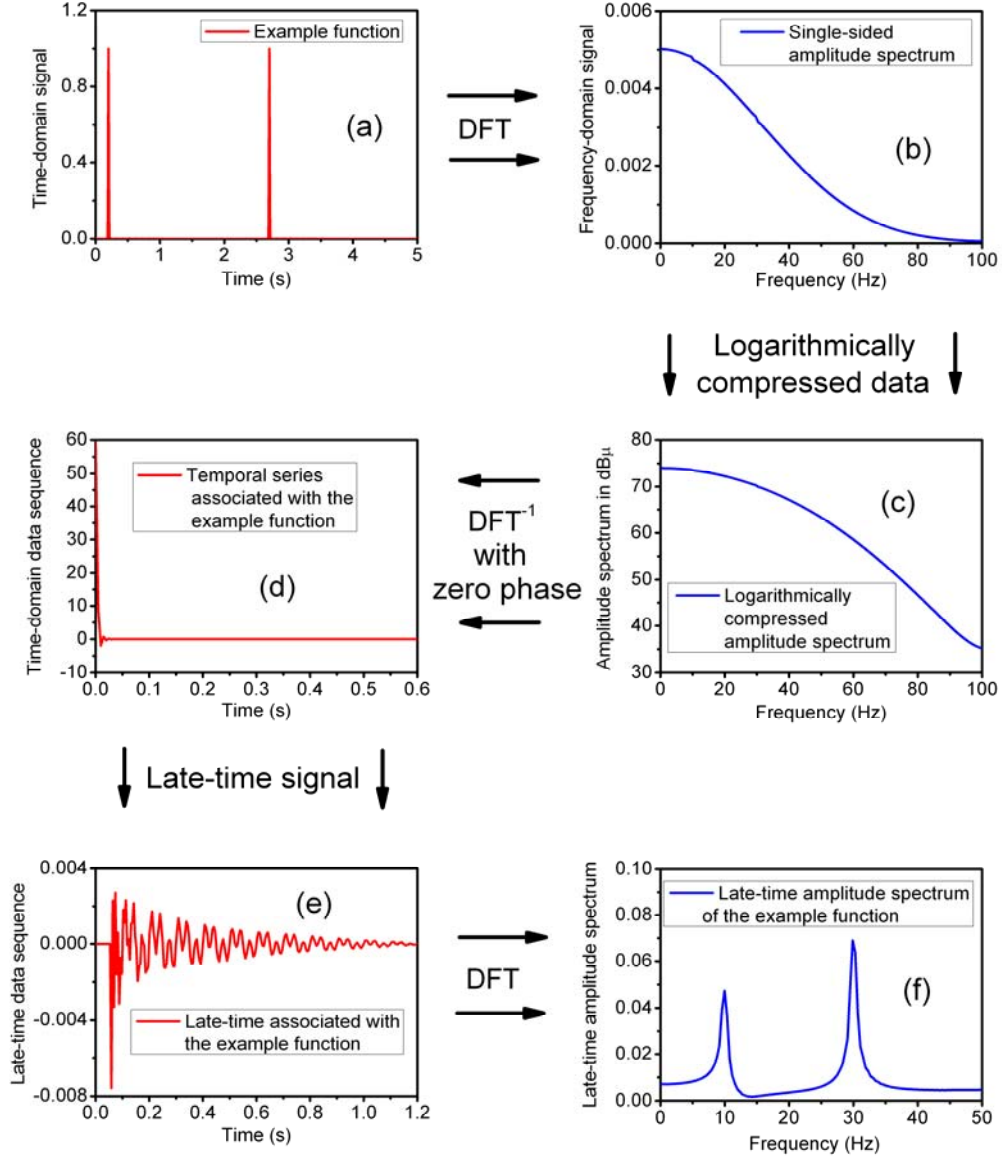 1.2
0.8
0.4
0.0
Time-domain signal
Example function
(a)
0 1 2 3 4 5
Time (s)
DFT
0.006
0.004
0.002
0.000
Frequency-domain signal
Single-sided
amplitude spectrum
(b)
0 20 40 60 80 100
Frequency (Hz)
Logarithmically
compressed data
60
50
40
30
20
10
0
-10
Time-domain data sequence
Temporal series
associated with the
example function
(d)
0.0 0.1 0.2 0.3 0.4 0.5 0.6
Time (s)
DFT-1
with
zero phase
80
70
60
50
40
30
Amplitude spectrum in dBμ
(c)
Logarithmically
compressed
amplitude spectrum
0 20 40 60 80 100
Frequency (Hz)
Late-time signal
0.004
0.000
-0.004
-0.008
Late-time data sequence
(e)
Late-time associated with
the example function
0.0 0.2 0.4 0.6 0.8 1.0 1.2
Time (s)
DFT
0.10
0.08
0.06
0.04
0.02
0.00
Late-time amplitude spectrum
Late-time amplitude spectrum
of the example function
(f)
0 10 20 30 40 50
Frequency (Hz)